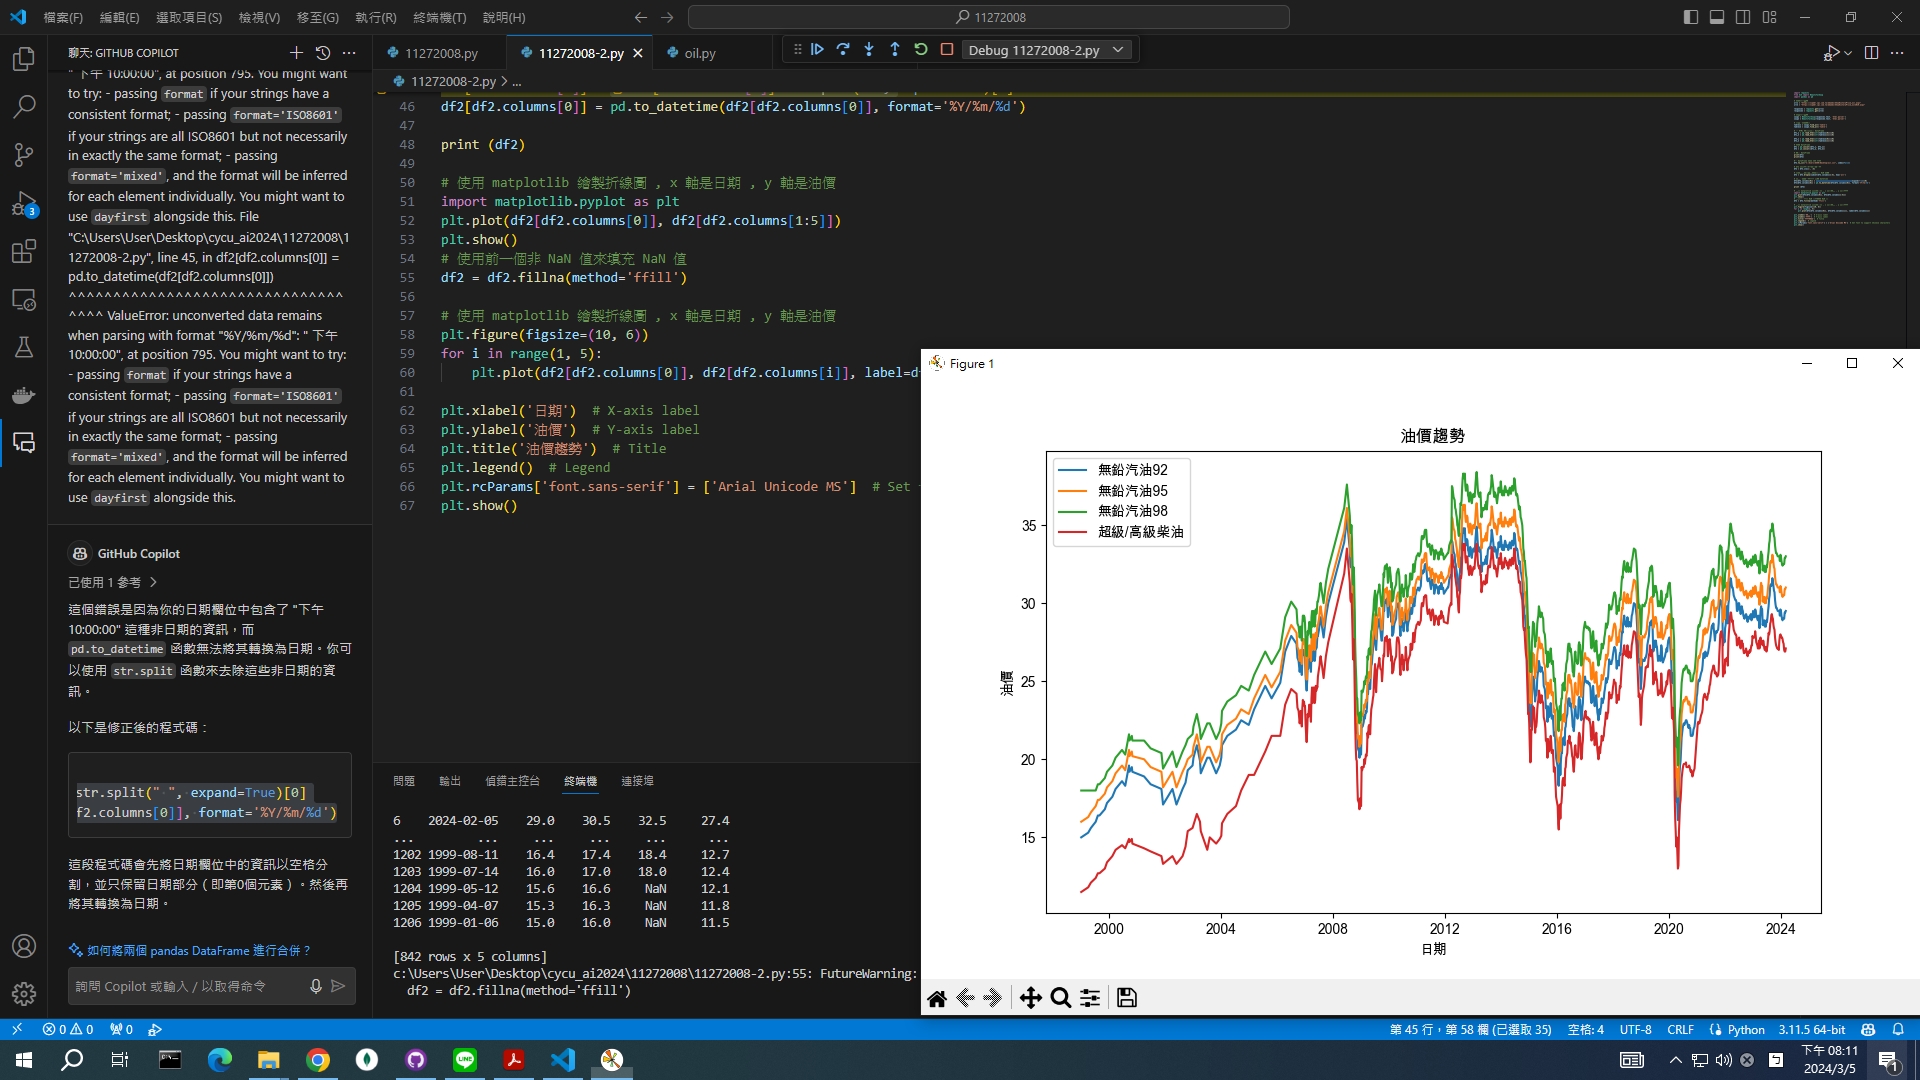 檔案(F) 編輯(E) 選取項目(S) 檢視(V) 移至(G) 執行(R) 終端機(T) 說明(H)
11272008
聊天: GITHUB COPILOT
" 下午 10:00:00", at position 795. You might want
to try: - passing format if your strings have a
consistent format; - passing format='ISO8601'
if your strings are all ISO8601 but not necessarily
in exactly the same format; - passing
format='mixed', and the format will be inferred
for each element individually. You might want to
use dayfirst alongside this. File
"C:\Users\User\Desktop\cycu_ai2024\11272008\1
1272008-2.py", line 45, in df2[df2.columns[0]] =
pd.to_datetime(df2[df2.columns[0]])
^^^^^^^^^^^^^^^^^^^^^^^^^^^^^^^
^^^^ ValueError: unconverted data remains
when parsing with format "%Y/%m/%d": " 下午
10:00:00", at position 795. You might want to try:
- passing format if your strings have a
consistent format; - passing format='ISO8601'
if your strings are all ISO8601 but not necessarily
in exactly the same format; - passing
format='mixed', and the format will be inferred
for each element individually. You might want to
use dayfirst alongside this.
GitHub Copilot
已使用 1 參考
這個錯誤是因為你的日期欄位中包含了 "下午
10:00:00" 這種非日期的資訊，而
pd.to_datetime 函數無法將其轉換為日期。你可
以使用 str.split 函數來去除這些非日期的資
訊。
以下是修正後的程式碼：
str.split(" ", expand=True)[0]
f2.columns[0]], format='%Y/%m/%d')
這段程式碼會先將日期欄位中的資訊以空格分
割，並只保留日期部分（即第0個元素）。然後再
將其轉換為日期。
如何將兩個 pandas DataFrame 進行合併？
詢問 Copilot 或輸入 / 以取得命令
3
11272008.py
11272008-2.py
oil.py
Debug 11272008-2.py
11272008-2.py > ...
46 df2[df2.columns[0]] = pd.to_datetime(df2[df2.columns[0]], format='%Y/%m/%d')
47
48 print (df2)
49
50 # 使用 matplotlib 繪製折線圖 , x 軸是日期 , y 軸是油價
51 import matplotlib.pyplot as plt
52 plt.plot(df2[df2.columns[0]], df2[df2.columns[1:5]])
53 plt.show()
54 # 使用前一個非 NaN 值來填充 NaN 值
55 df2 = df2.fillna(method='ffill')
56
57 # 使用 matplotlib 繪製折線圖 , x 軸是日期 , y 軸是油價
58 plt.figure(figsize=(10, 6))
59 for i in range(1, 5):
60 plt.plot(df2[df2.columns[0]], df2[df2.columns[i]], label=d
61
62 plt.xlabel('日期') # X-axis label
63 plt.ylabel('油價') # Y-axis label
64 plt.title('油價趨勢') # Title
65 plt.legend() # Legend
66 plt.rcParams['font.sans-serif'] = ['Arial Unicode MS'] # Set
67 plt.show()
問題 輸出 偵錯主控台 終端機 連接埠
6 2024-02-05 29.0 30.5 32.5 27.4
... ... ... ... ... ...
1202 1999-08-11 16.4 17.4 18.4 12.7
1203 1999-07-14 16.0 17.0 18.0 12.4
1204 1999-05-12 15.6 16.6 NaN 12.1
1205 1999-04-07 15.3 16.3 NaN 11.8
1206 1999-01-06 15.0 16.0 NaN 11.5
[842 rows x 5 columns]
c:\Users\User\Desktop\cycu_ai2024\11272008\11272008-2.py:55: FutureWarning:
df2 = df2.fillna(method='ffill')
Figure 1
油價趨勢
無鉛汽油92
無鉛汽油95
無鉛汽油98
超級/高級柴油
35
30
25
20
15
油價
2000 2004 2008 2012 2016 2020 2024
日期
0 0 0
第 45 行，第 58 欄 (已選取 35) 空格: 4 UTF-8 CRLF Python 3.11.5 64-bit
下午 08:11
2024/3/5
1